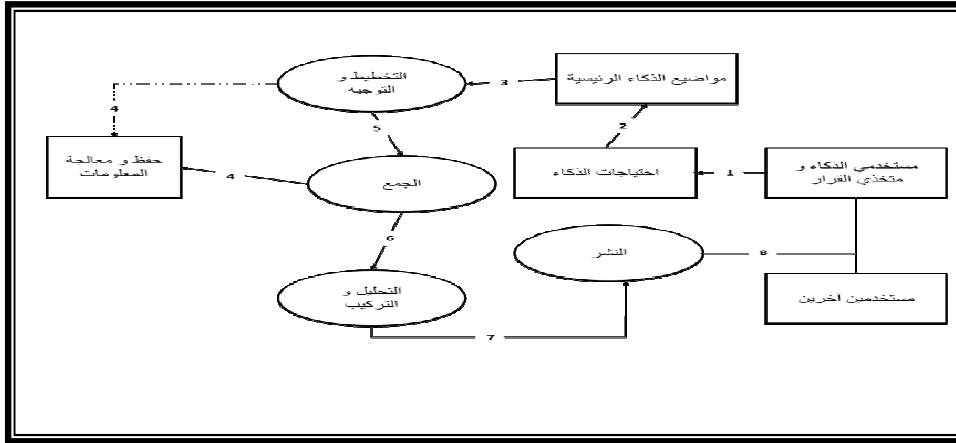 مواضيع الذكاء الرئيسية
3
التخطيط و
التوجيه
4
2
5
مستخدمي الذكاء و
متخذي القرار
1
احتياجات الذكاء
الجمع
4
حفظ و معالجة
المعلومات
6
8
النشر
مستخدمين آخرين
التحليل و
التركيب
7